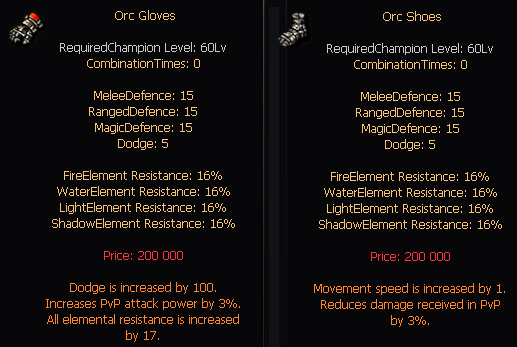 Orc Gloves
RequiredChampion Level: 60Lv
CombinationTimes: 0
MeleeDefence: 15
RangedDefence: 15
MagicDefence: 15
Dodge: 5
FireElement Resistance: 16%
WaterElement Resistance: 16%
LightElement Resistance: 16%
ShadowElement Resistance: 16%
Price: 200 000
Dodge is increased by 100.
Increases PvP attack power by 3%.
All elemental resistance is increased
by 17.
Orc Shoes
RequiredChampion Level: 60Lv
CombinationTimes: 0
MeleeDefence: 15
RangedDefence: 15
MagicDefence: 15
Dodge: 5
FireElement Resistance: 16%
WaterElement Resistance: 16%
LightElement Resistance: 16%
ShadowElement Resistance: 16%
Price: 200 000
Movement speed is increased by 1.
Reduces damage received in PvP
by 3%.